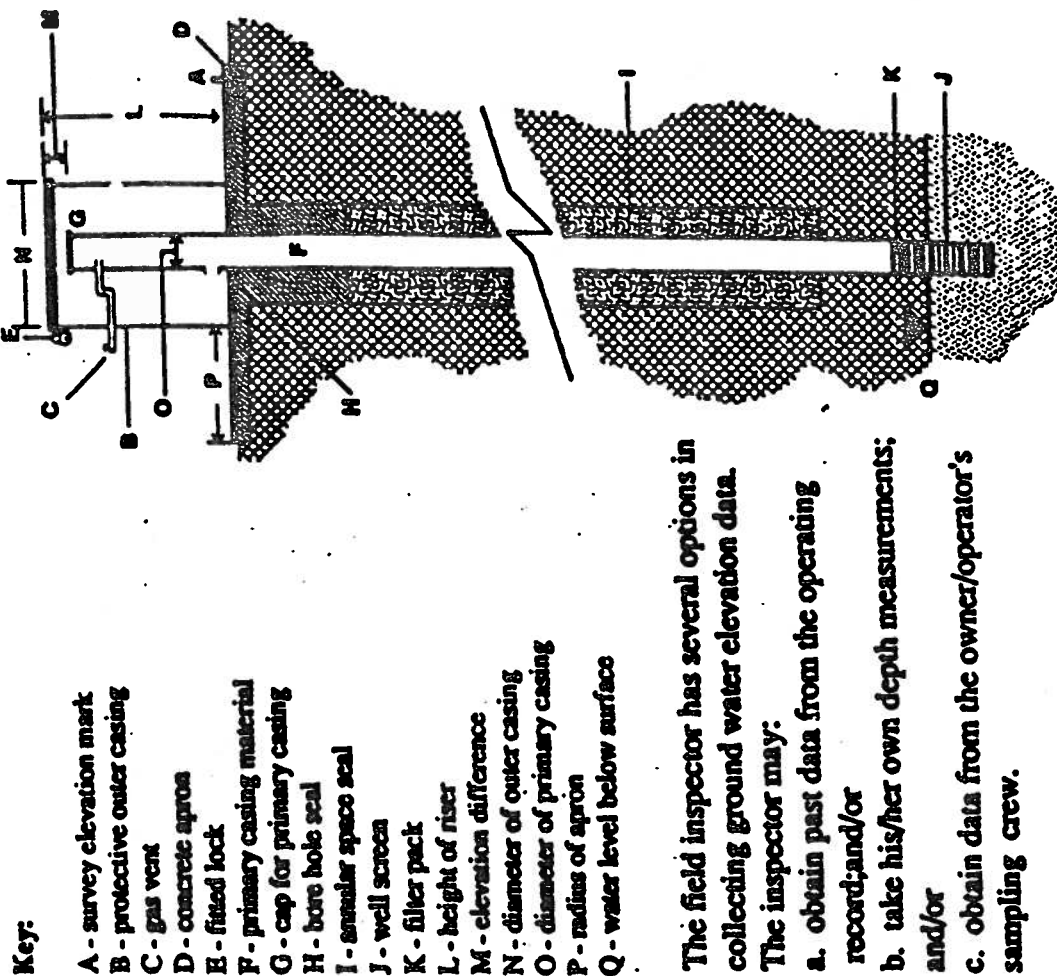 Key:
A - survey elevation mark
B - protective outer casing
C - gas vent
D - concrete apron
E - fitted lock
F - primary casing material
G - cap for primary casing
H - bore hole seal
I - annular space seal
J - well screen
K - filter pack
L - height of riser
M - elevation difference
N - diameter of outer casing
O - diameter of primary casing
P - radius of apron
Q - water level below surface
The field inspector has several options in
collecting ground water elevation data.
The inspector may:
a. obtain past data from the operating
record;and/or
b. take his/her own depth measurements;
and/or
c. obtain data from the owner/operator's
sampling crew.
M
L
N
E
G
D
A
C
O
B
F
P
H
I
K
J
Q